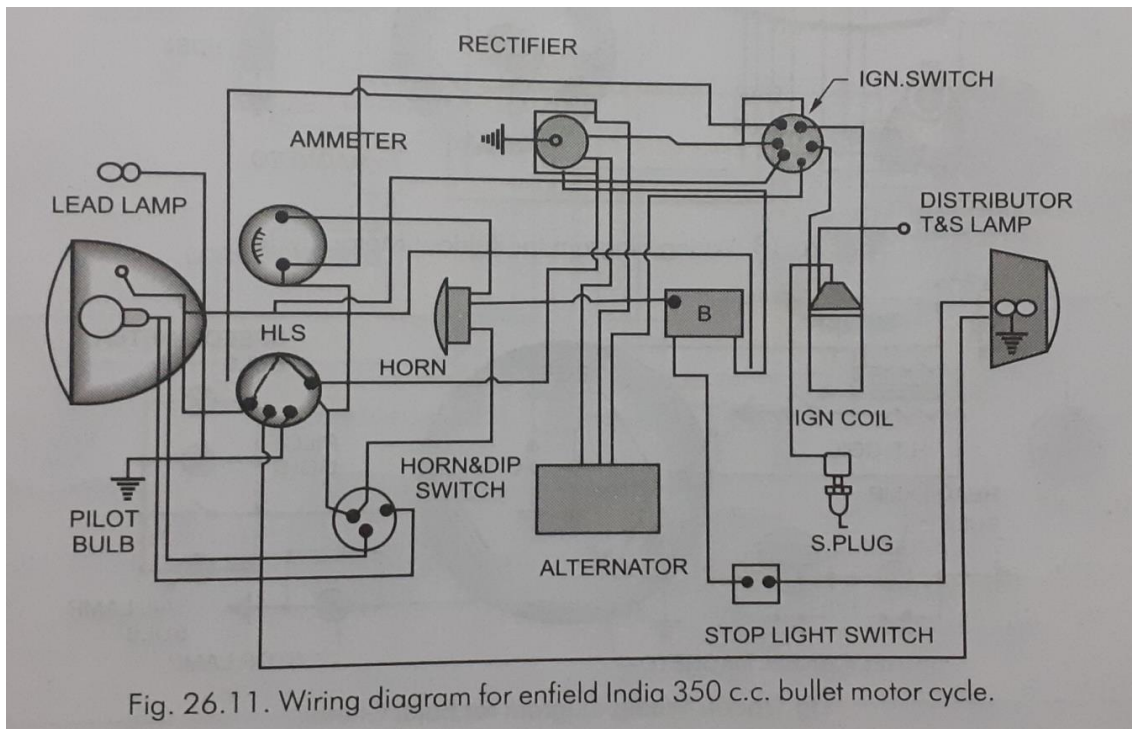 RECTIFIER
IGN.SWITCH
AMMETER
LEAD LAMP
DISTRIBUTOR
T&S LAMP
HLS
B
HORN
IGN COIL
HORN&DIP
SWITCH
PILOT
BULB
S.PLUG
ALTERNATOR
STOP LIGHT SWITCH
Fig. 26.11. Wiring diagram for enfield India 350 c.c. bullet motor cycle.